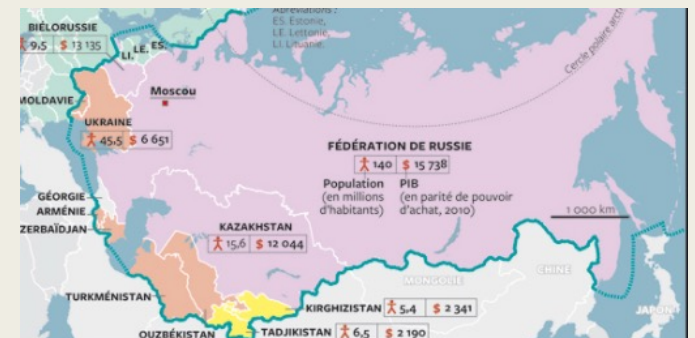 Abréviations :
ES. Estonie,
LE. Lettonie,
LI. Lituanie.
Cercle polaire arct
BIÉLORUSSIE
9,5 $ 13 135
LI. LE. ES.
MOLDAVIE
Moscou
UKRAINE
45,5 $ 6 651
FÉDÉRATION DE RUSSIE
140 $ 15 738
Population
(en millions
d'habitants)
PIB
(en parité de pouvoir
d'achat, 2010)
1 000 km
GÉORGIE
ARMÉNIE
ZERBAÏDJAN
KAZAKHSTAN
15,6 $ 12 044
MONGOLIE
CHINE
JAPON
TURKMÉNISTAN
KIRGHIZISTAN 5,4 $ 2 341
OUZBÉKISTAN
TADJIKISTAN 6,5 $ 2 190